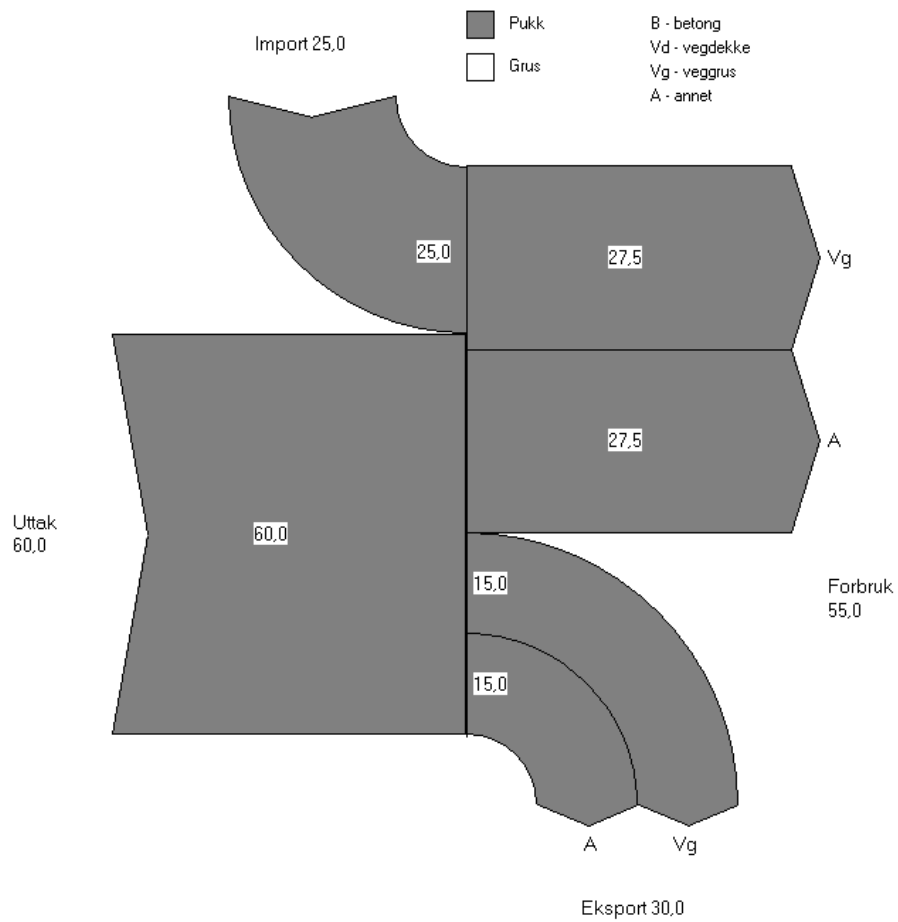 Import 25,0
Pukk
Grus
B - betong
Vd - vegdekke
Vg - veggrus
A - annet
25,0
27,5
Vg
27,5
A
Uttak
60,0
60,0
15,0
15,0
Forbruk
55,0
A
Vg
Eksport 30,0